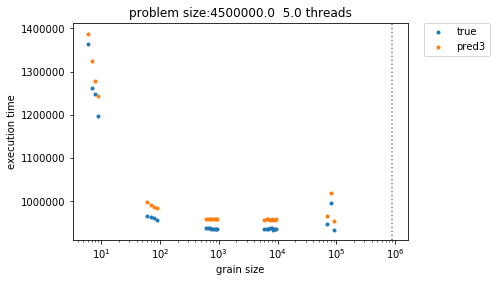 problem size:4500000.0  5.0 threads
true
pred3
execution time
1400000
1300000
1200000
1100000
1000000
10¹ 10² 10³ 10⁴ 10⁵ 10⁶
grain size